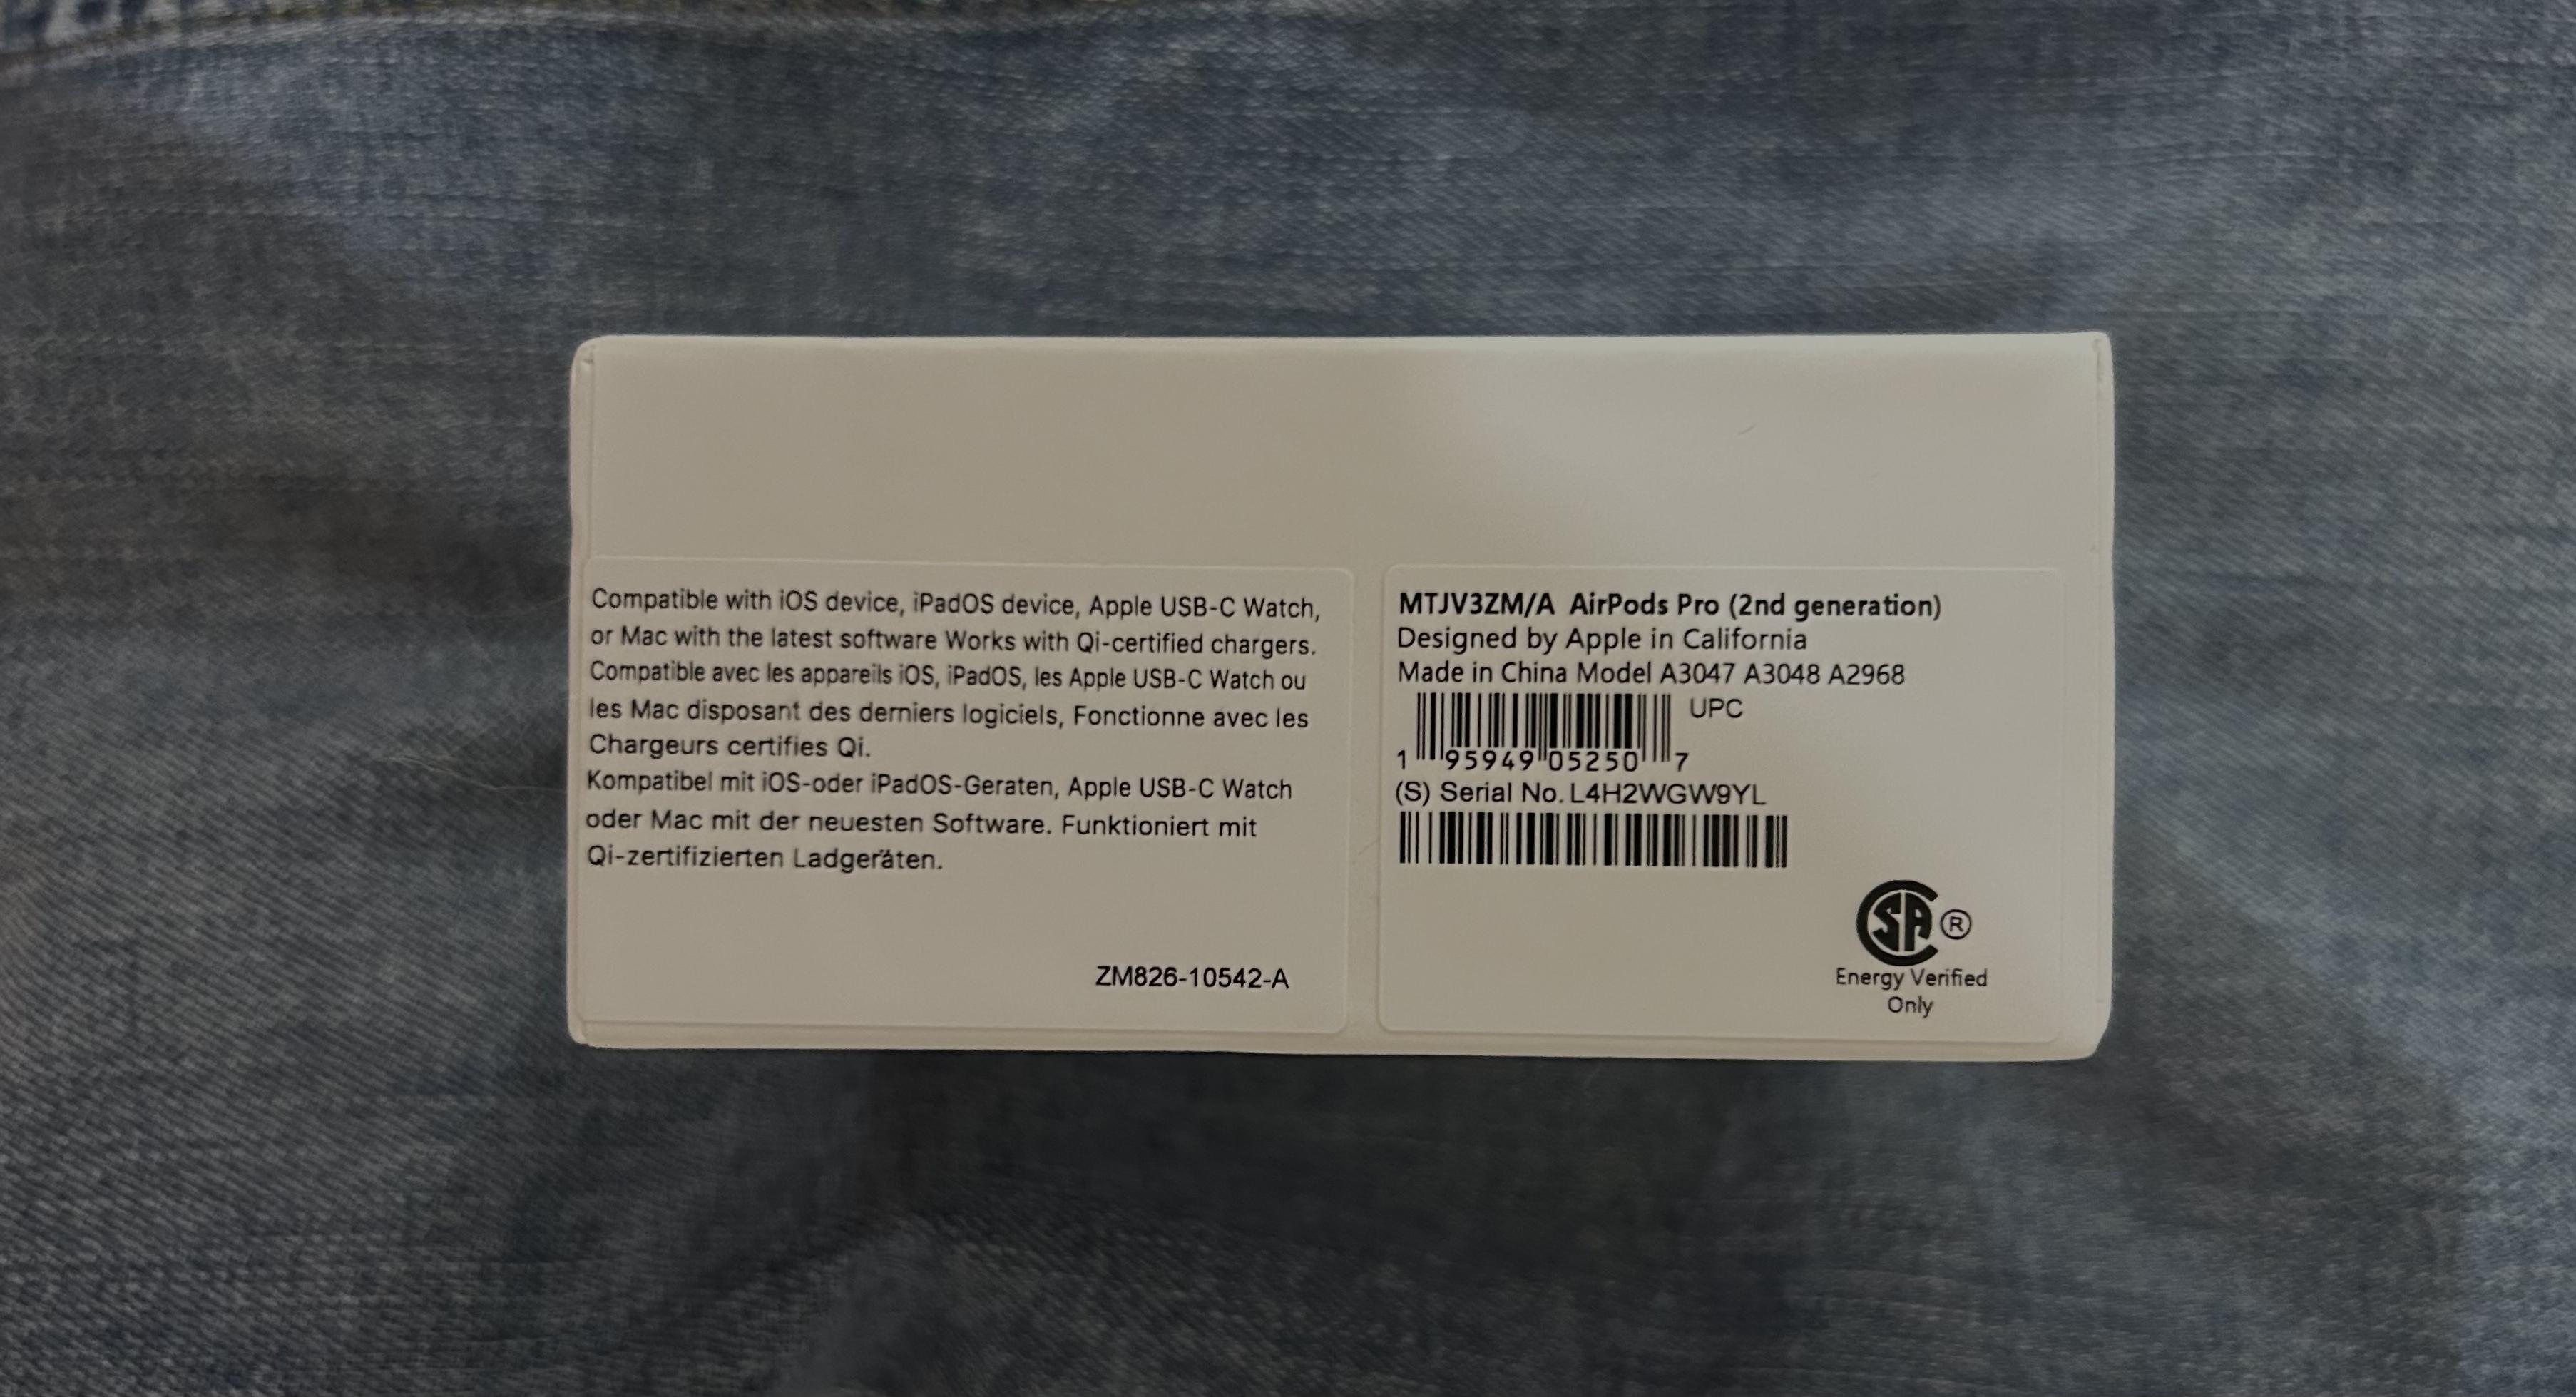 Compatible with iOS device, iPadOS device, Apple USB-C Watch,
or Mac with the latest software Works with Qi-certified chargers.
Compatible avec les appareils iOS, iPadOS, les Apple USB-C Watch ou
les Mac disposant des derniers logiciels, Fonctionne avec les
Chargeurs certifies Qi.
Kompatibel mit iOS-oder iPadOS-Geraten, Apple USB-C Watch
oder Mac mit der neuesten Software. Funktioniert mit
Qi-zertifizierten Ladgeräten.
ZM826-10542-A
MTJV3ZM/A AirPods Pro (2nd generation)
Designed by Apple in California
Made in China Model A3047 A3048 A2968
UPC
1 95949 05250 7
(S) Serial No. L4H2WGW9YL
SA ®
Energy Verified
Only